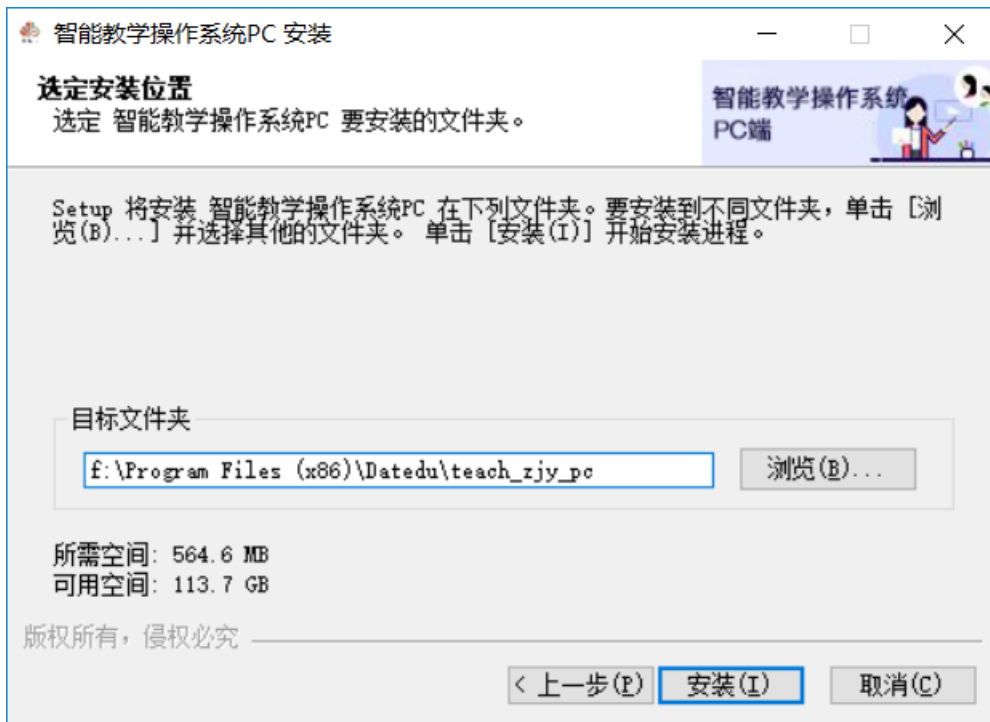 智能教学操作系统PC 安装
选定安装位置
选定 智能教学操作系统PC 要安装的文件夹。
智能教学操作系统
PC端
Setup 将安装 智能教学操作系统PC 在下列文件夹。要安装到不同文件夹，单击 [浏
览(B)...] 并选择其他的文件夹。 单击 [安装(I)] 开始安装进程。
目标文件夹
f:\Program Files (x86)\Datedu\teach_zjy_pc
浏览(B)...
所需空间: 564.6 MB
可用空间: 113.7 GB
版权所有，侵权必究
< 上一步(P)
安装(I)
取消(C)